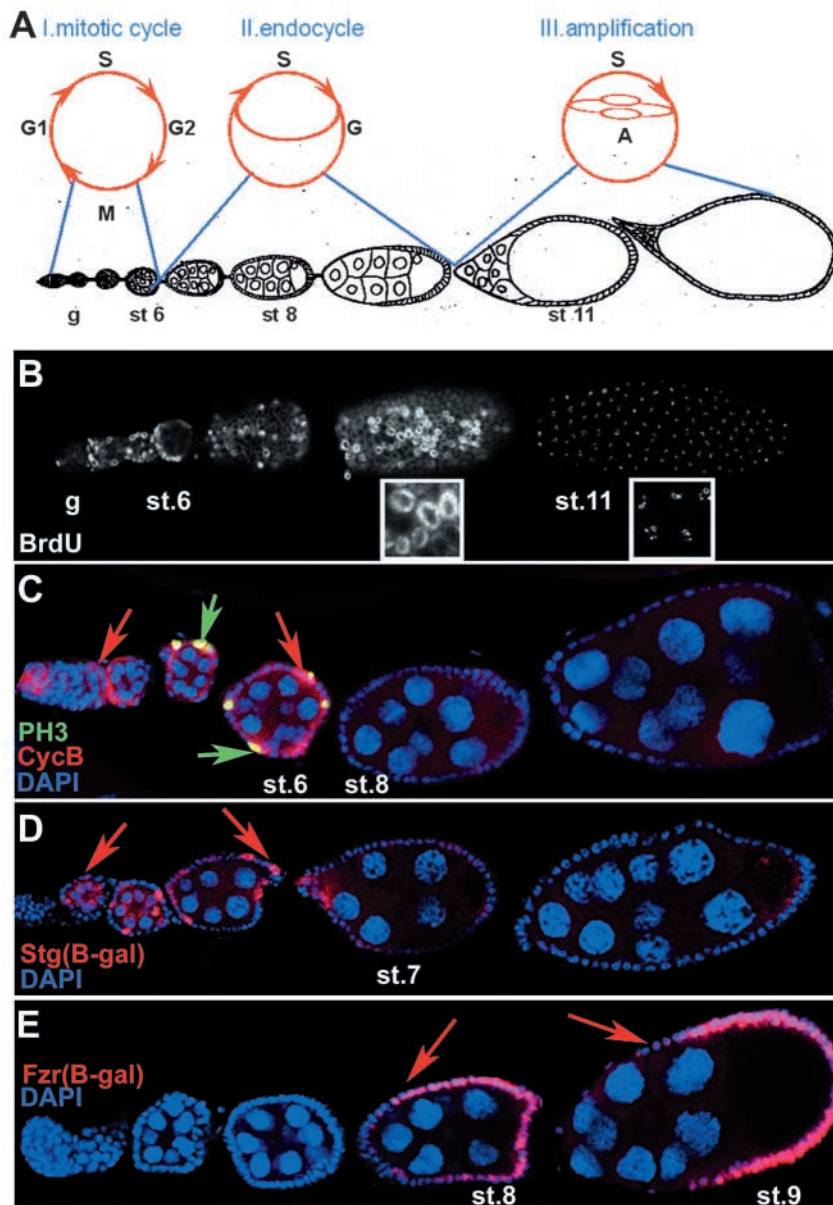 A
I.mitotic cycle
II.endocycle
III.amplification
S
S
S
G1
G2
G
A
M
g
st 6
st 8
st 11
B
g
st.6
st.11
BrdU
C
PH3
CycB
DAPI
st.6
st.8
D
Stg(B-gal)
DAPI
st.7
E
Fzr(B-gal)
DAPI
st.8
st.9